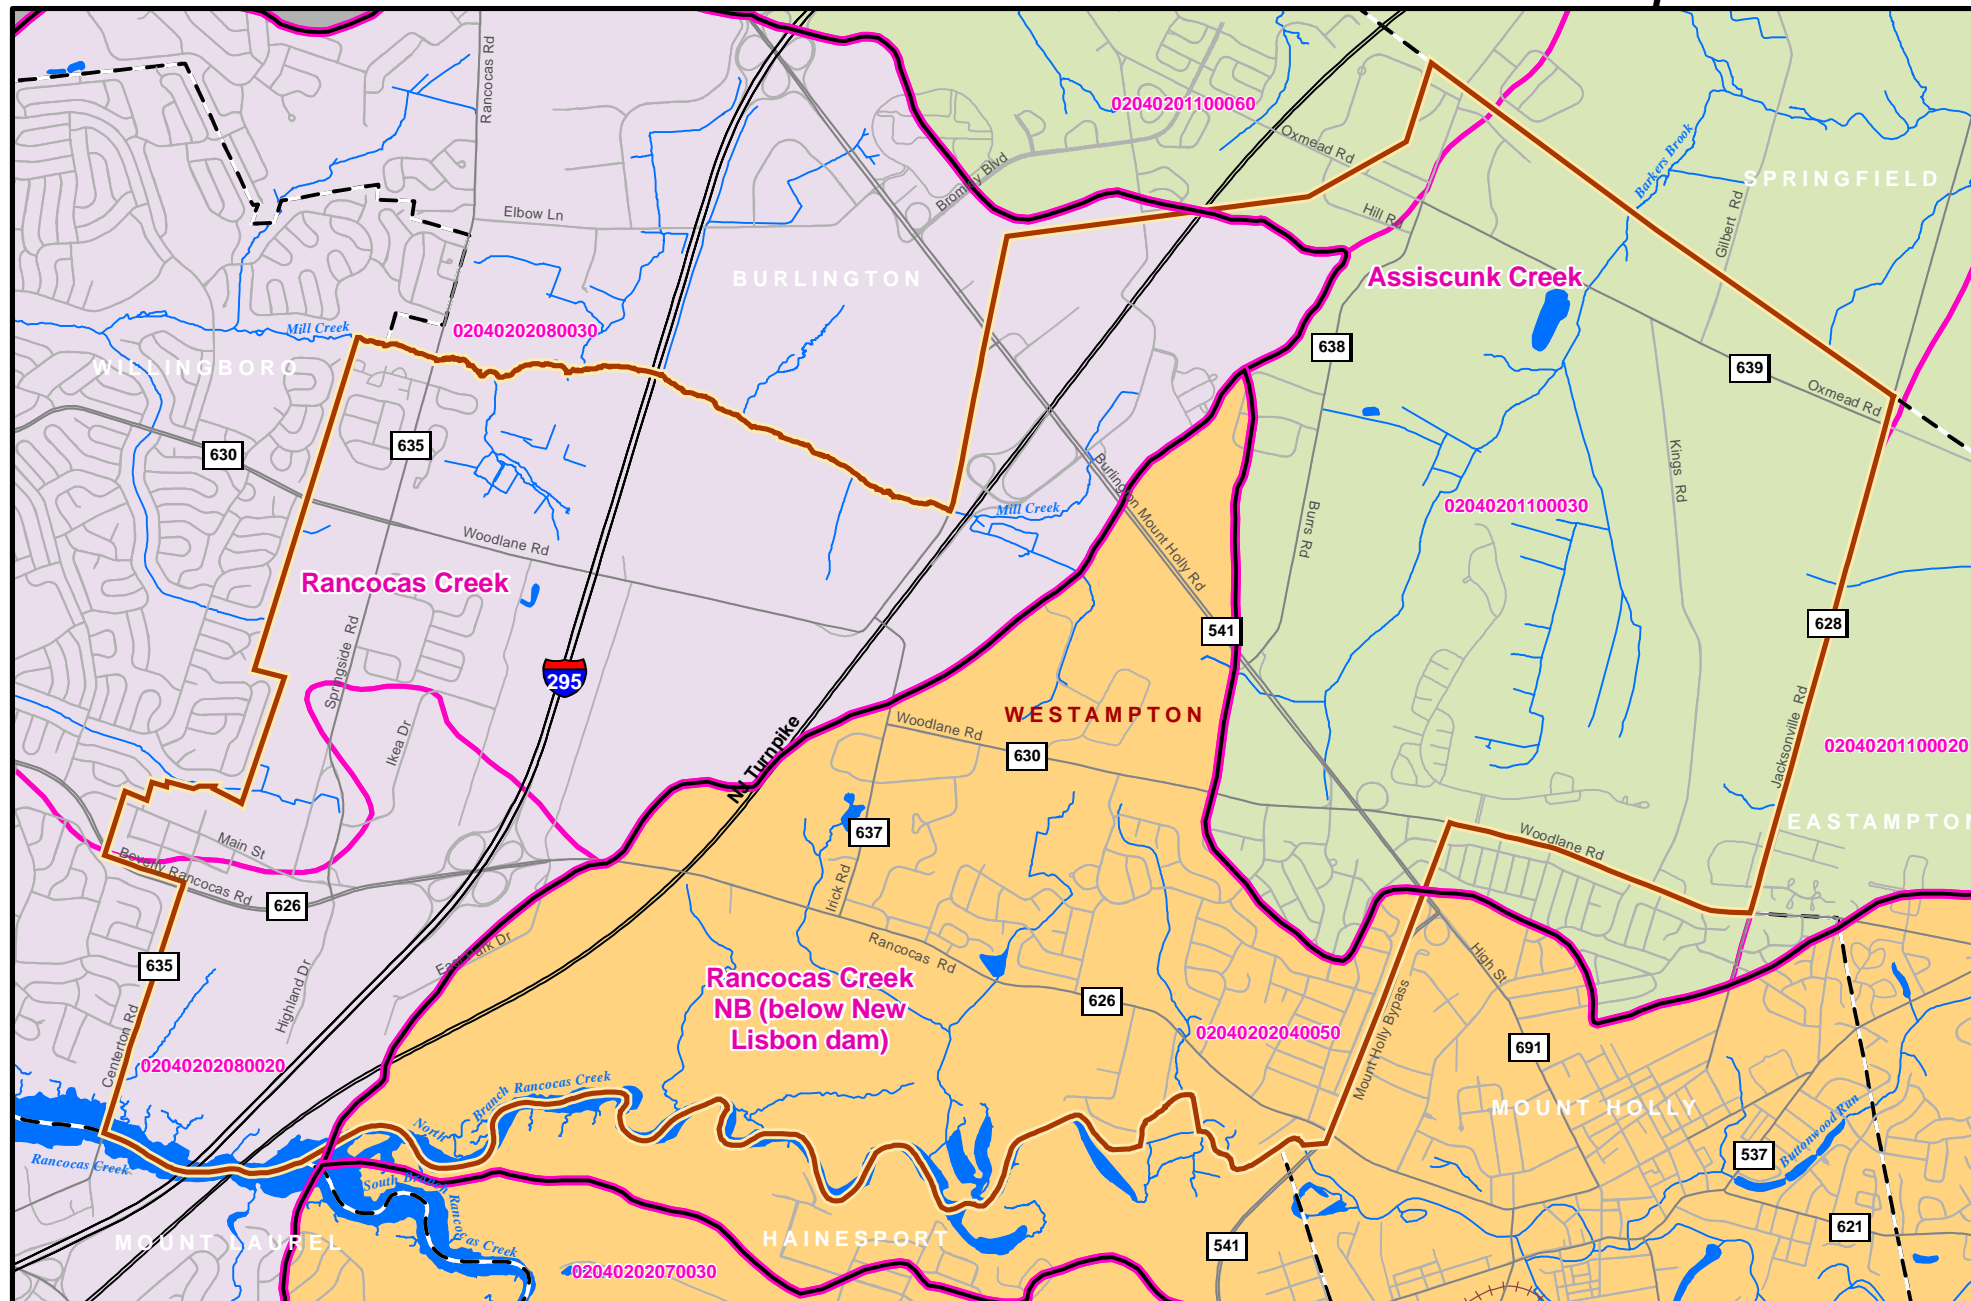 Rancocas Rd
02040201100060
Oxmead Rd
Barkers Brook
SPRINGFIELD
Bromley Blvd
Elbow Ln
Hill Rd
Gilbert Rd
BURLINGTON
Assiscunk Creek
Mill Creek
02040202080030
638
WILLINGBORO
639
Oxmead Rd
630
635
Kings Rd
Burlington Mount Holly Rd
Mill Creek
02040201100030
Burrs Rd
Woodlane Rd
Rancocas Creek
628
541
Springside Rd
295
WESTAMPTON
Woodlane Rd
630
Ikea Dr
NJ Turnpike
Jacksonville Rd
02040201100020
637
EASTAMPTON
Main St
Woodlane Rd
Beverly Rancocas Rd
Irick Rd
626
Rancocas Rd
East Park Dr
High St
635
Rancocas Creek
NB (below New
Lisbon dam)
Highland Dr
626
02040202040050
Mount Holly Bypass
691
Centerton Rd
02040202080020
North Branch Rancocas Creek
MOUNT HOLLY
Buttonwood Run
537
Rancocas Creek
South Branch Rancocas Creek
621
MOUNT LAUREL
HAINESPORT
541
02040202070030